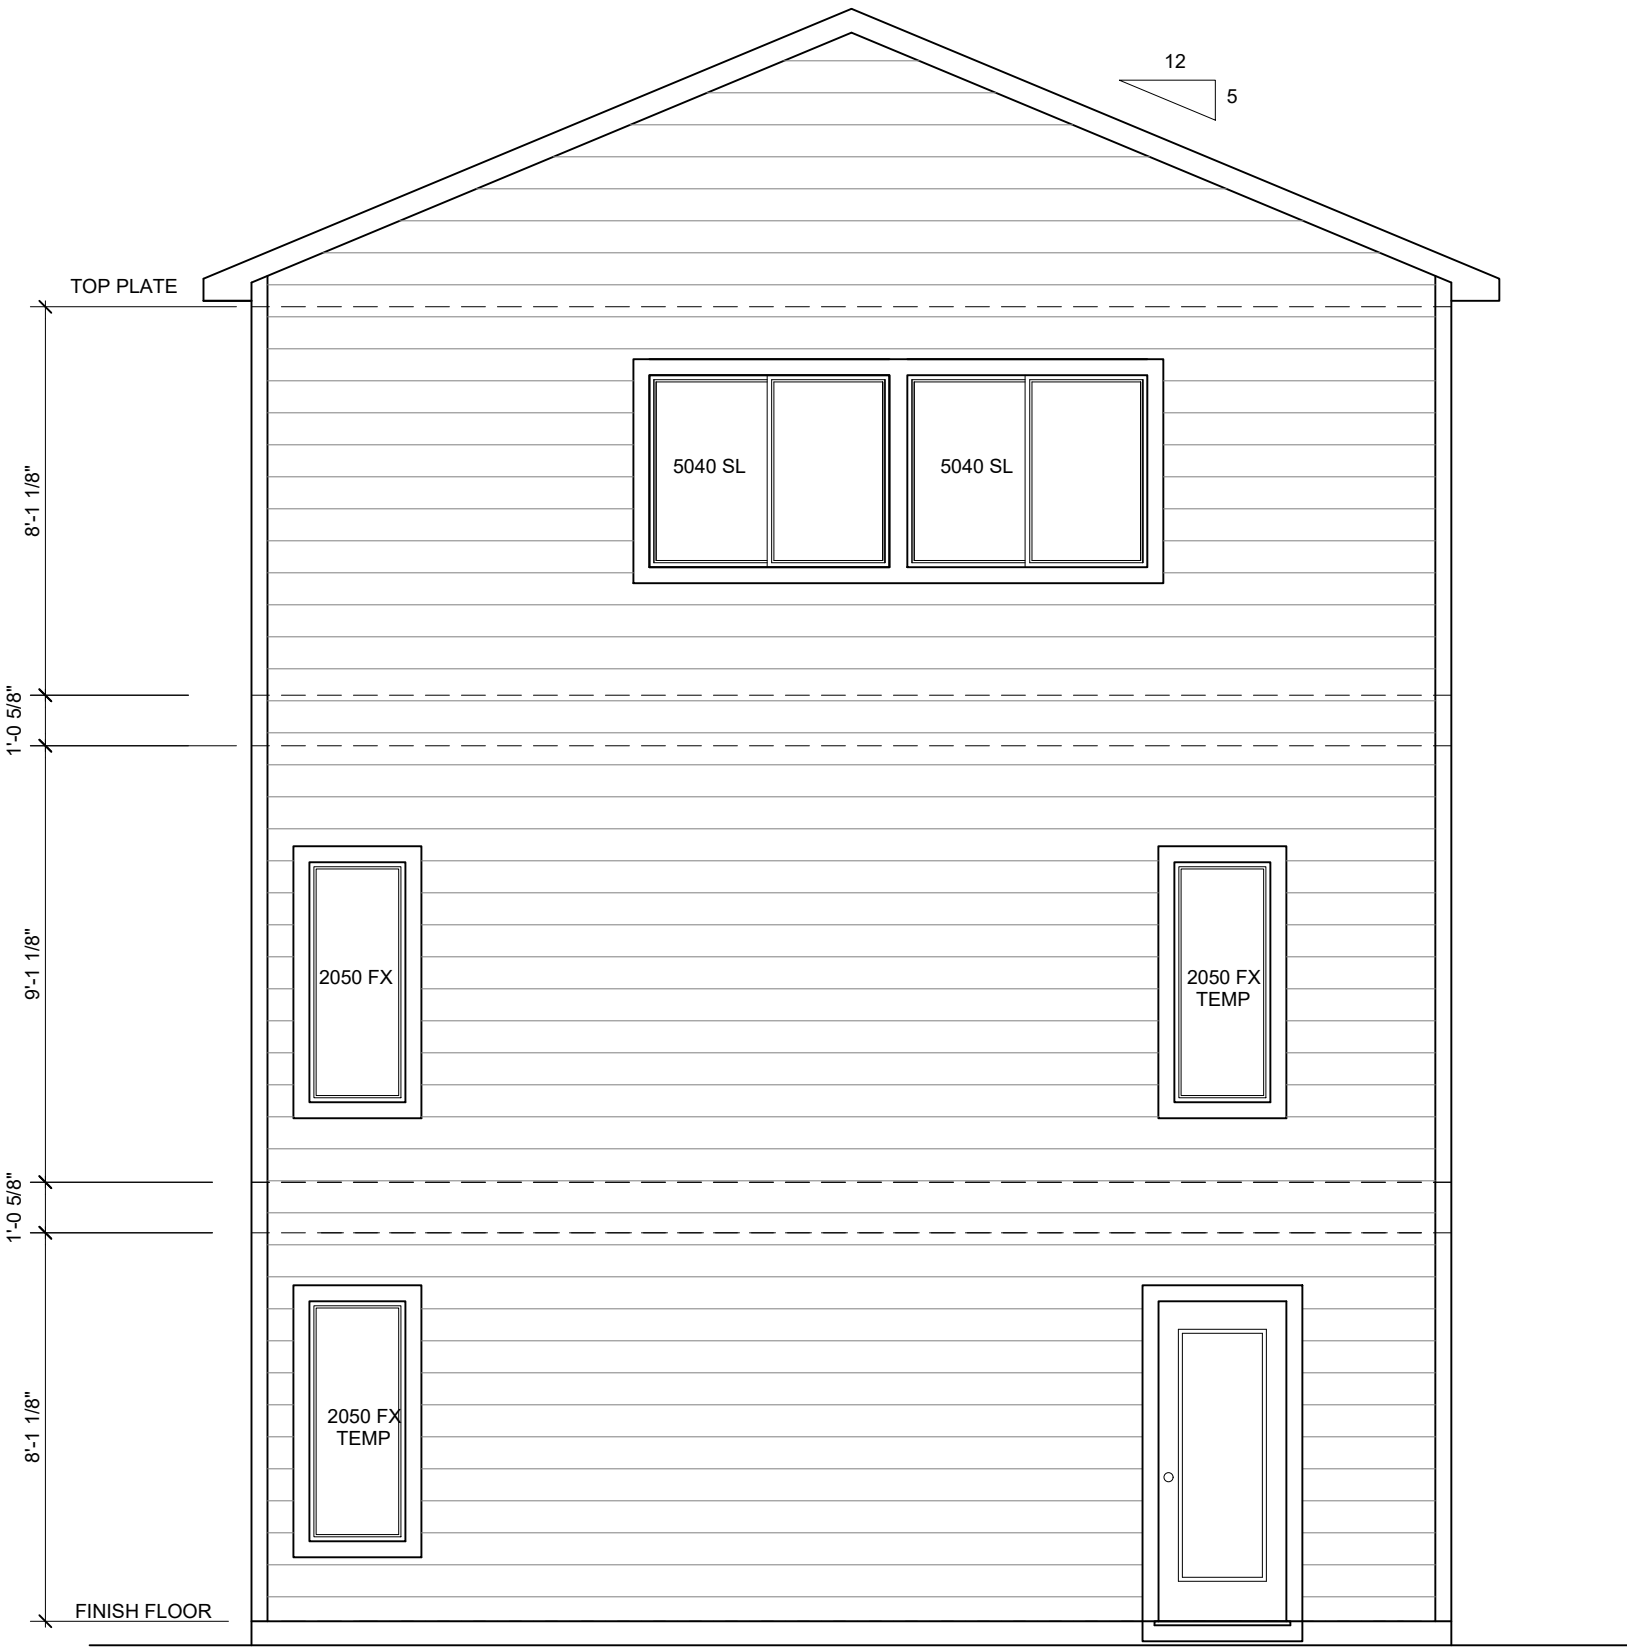 12
5
TOP PLATE
8'-1 1/8"
5040 SL
5040 SL
1'-0 5/8"
9'-1 1/8"
2050 FX
2050 FX
TEMP
1'-0 5/8"
8'-1 1/8"
2050 FX
TEMP
FINISH FLOOR